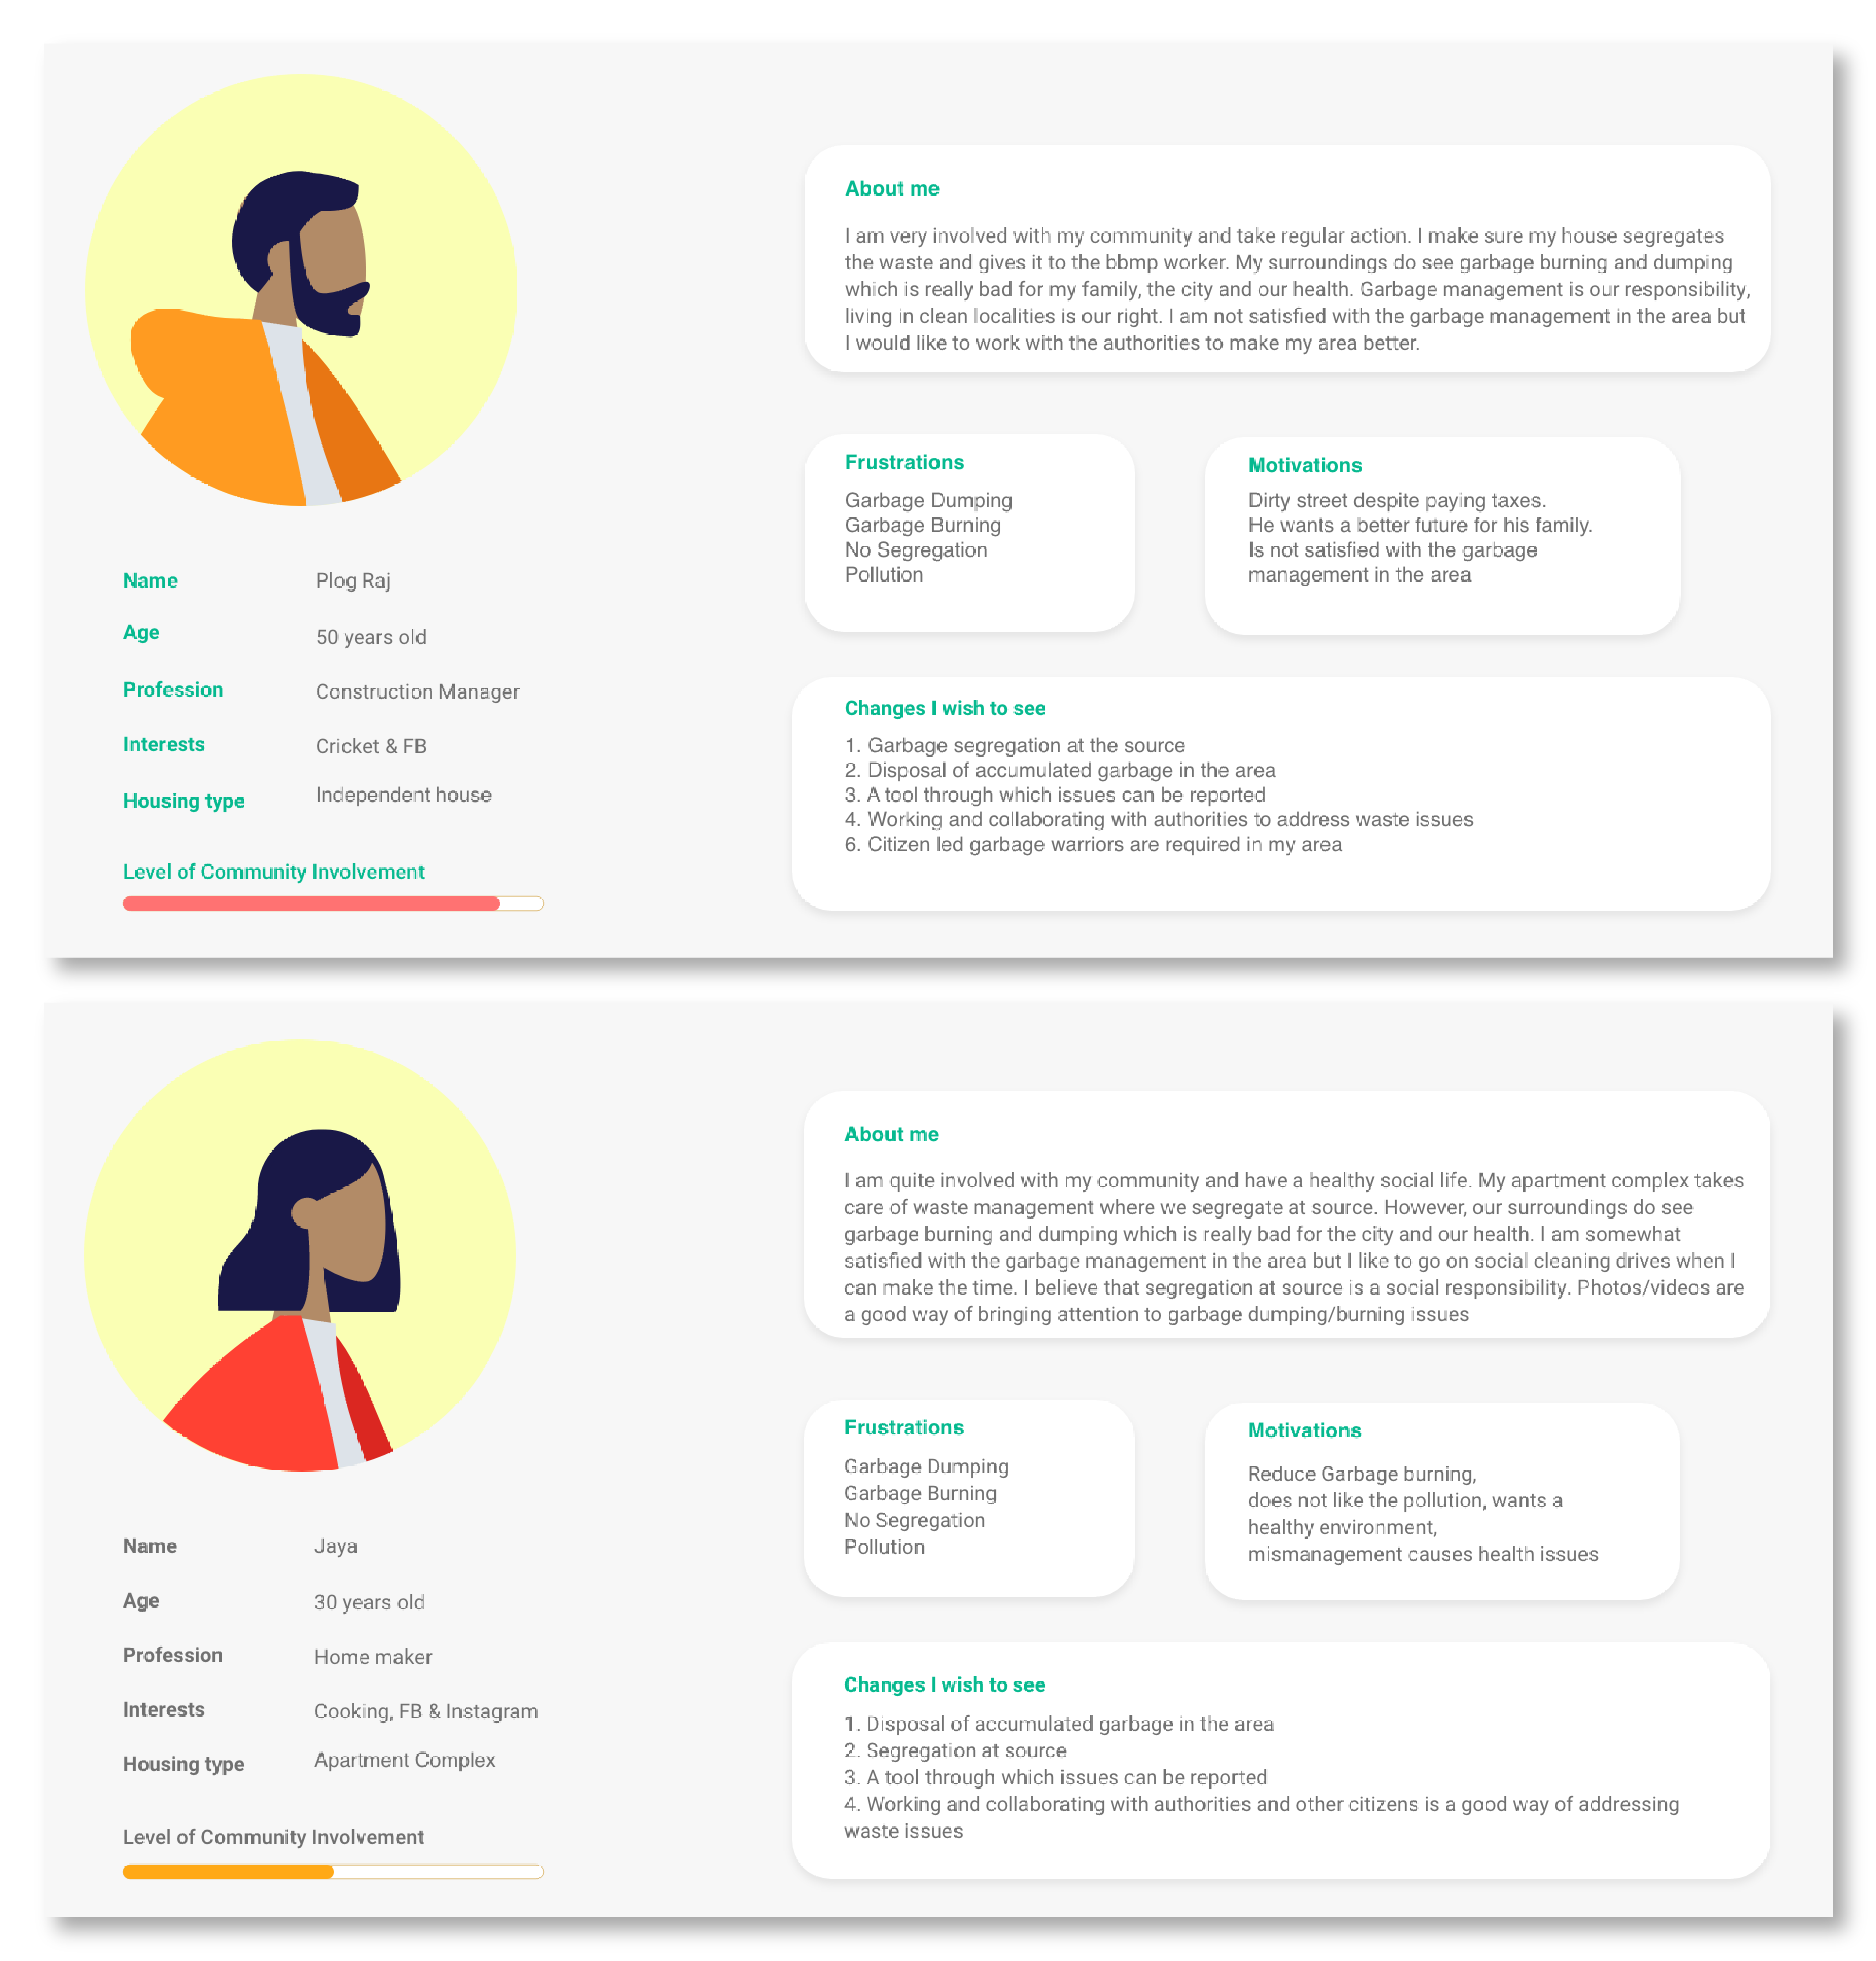 About me
I am very involved with my community and take regular action. I make sure my house segregates
the waste and gives it to the bbmp worker. My surroundings do see garbage burning and dumping
which is really bad for my family, the city and our health. Garbage management is our responsibility,
living in clean localities is our right. I am not satisfied with the garbage management in the area but
I would like to work with the authorities to make my area better.
Frustrations
Garbage Dumping
Garbage Burning
No Segregation
Pollution
Motivations
Dirty street despite paying taxes.
He wants a better future for his family.
Is not satisfied with the garbage
management in the area
Name Plog Raj
Age 50 years old
Profession Construction Manager
Interests Cricket & FB
Housing type Independent house
Level of Community Involvement
Changes I wish to see
1. Garbage segregation at the source
2. Disposal of accumulated garbage in the area
3. A tool through which issues can be reported
4. Working and collaborating with authorities to address waste issues
6. Citizen led garbage warriors are required in my area
About me
I am quite involved with my community and have a healthy social life. My apartment complex takes
care of waste management where we segregate at source. However, our surroundings do see
garbage burning and dumping which is really bad for the city and our health. I am somewhat
satisfied with the garbage management in the area but I like to go on social cleaning drives when I
can make the time. I believe that segregation at source is a social responsibility. Photos/videos are
a good way of bringing attention to garbage dumping/burning issues
Frustrations
Garbage Dumping
Garbage Burning
No Segregation
Pollution
Motivations
Reduce Garbage burning,
does not like the pollution, wants a
healthy environment,
mismanagement causes health issues
Name Jaya
Age 30 years old
Profession Home maker
Interests Cooking, FB & Instagram
Housing type Apartment Complex
Level of Community Involvement
Changes I wish to see
1. Disposal of accumulated garbage in the area
2. Segregation at source
3. A tool through which issues can be reported
4. Working and collaborating with authorities and other citizens is a good way of addressing
waste issues